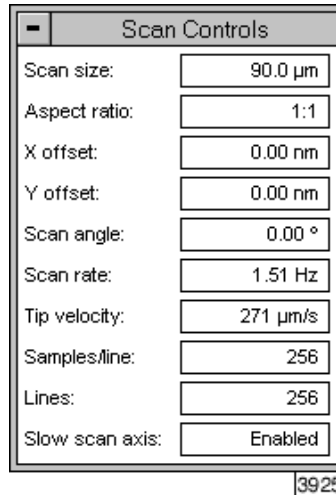 Scan Controls
Scan size: 90.0 µm
Aspect ratio: 1:1
X offset: 0.00 nm
Y offset: 0.00 nm
Scan angle: 0.00 °
Scan rate: 1.51 Hz
Tip velocity: 271 µm/s
Samples/line: 256
Lines: 256
Slow scan axis: Enabled